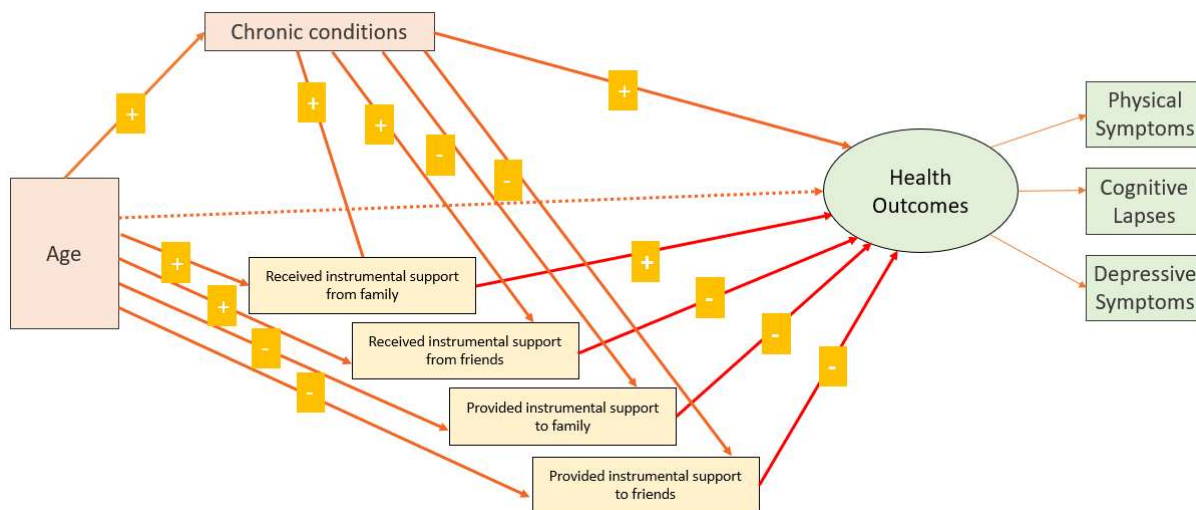 Chronic conditions
+
+
+
+
-
-
Physical
Symptoms
Health
Outcomes
Cognitive
Lapses
Age
+
Received instrumental support
from family
+
Depressive
Symptoms
+
Received instrumental support
from friends
-
-
Provided instrumental support
to family
-
-
Provided instrumental support
to friends
-